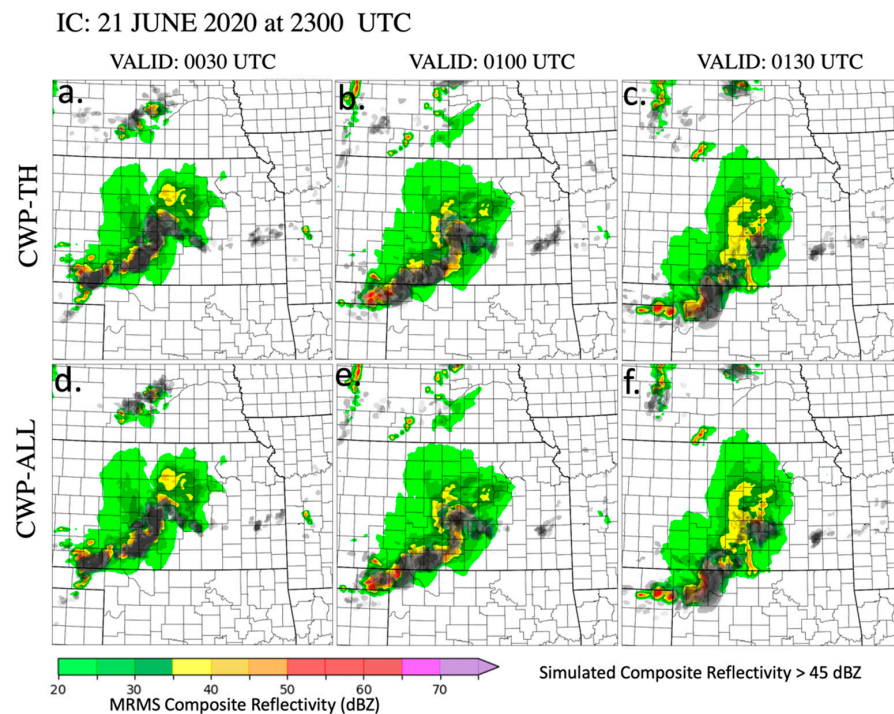 IC: 21 JUNE 2020 at 2300 UTC
VALID: 0030 UTC
VALID: 0100 UTC
VALID: 0130 UTC
a.
b.
c.
CWP-TH
d.
e.
f.
CWP-ALL
20 30 40 50 60 70
MRMS Composite Reflectivity (dBZ)
Simulated Composite Reflectivity > 45 dBZ